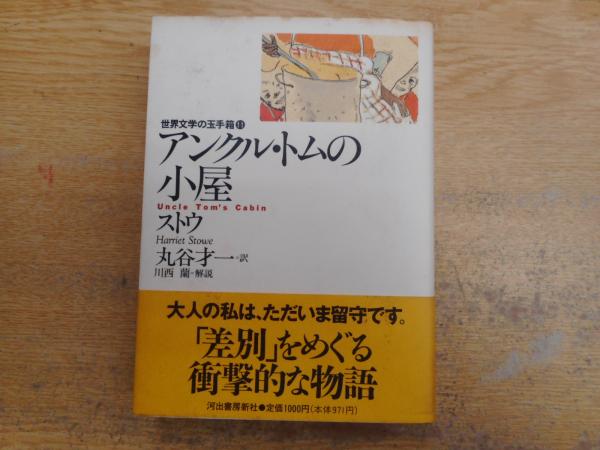 世界文学の玉手箱⑪
アンクル・トムの
小屋
Uncle Tom's Cabin
ストウ
Harriet Stowe
丸谷才一=訳
川西 蘭=解説
大人の私は、ただいま留守です。
「差別」をめぐる
衝撃的な物語
河出書房新社●定価1000円(本体971円)